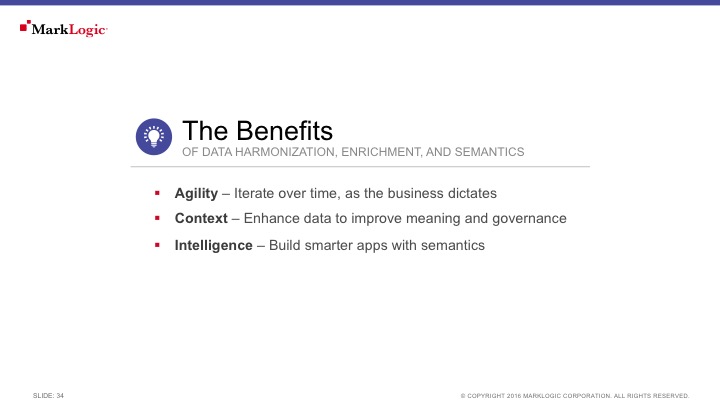 MarkLogic
The Benefits
OF DATA HARMONIZATION, ENRICHMENT, AND SEMANTICS
▪ Agility – Iterate over time, as the business dictates
▪ Context – Enhance data to improve meaning and governance
▪ Intelligence – Build smarter apps with semantics
SLIDE: 34
© COPYRIGHT 2016 MARKLOGIC CORPORATION. ALL RIGHTS RESERVED.